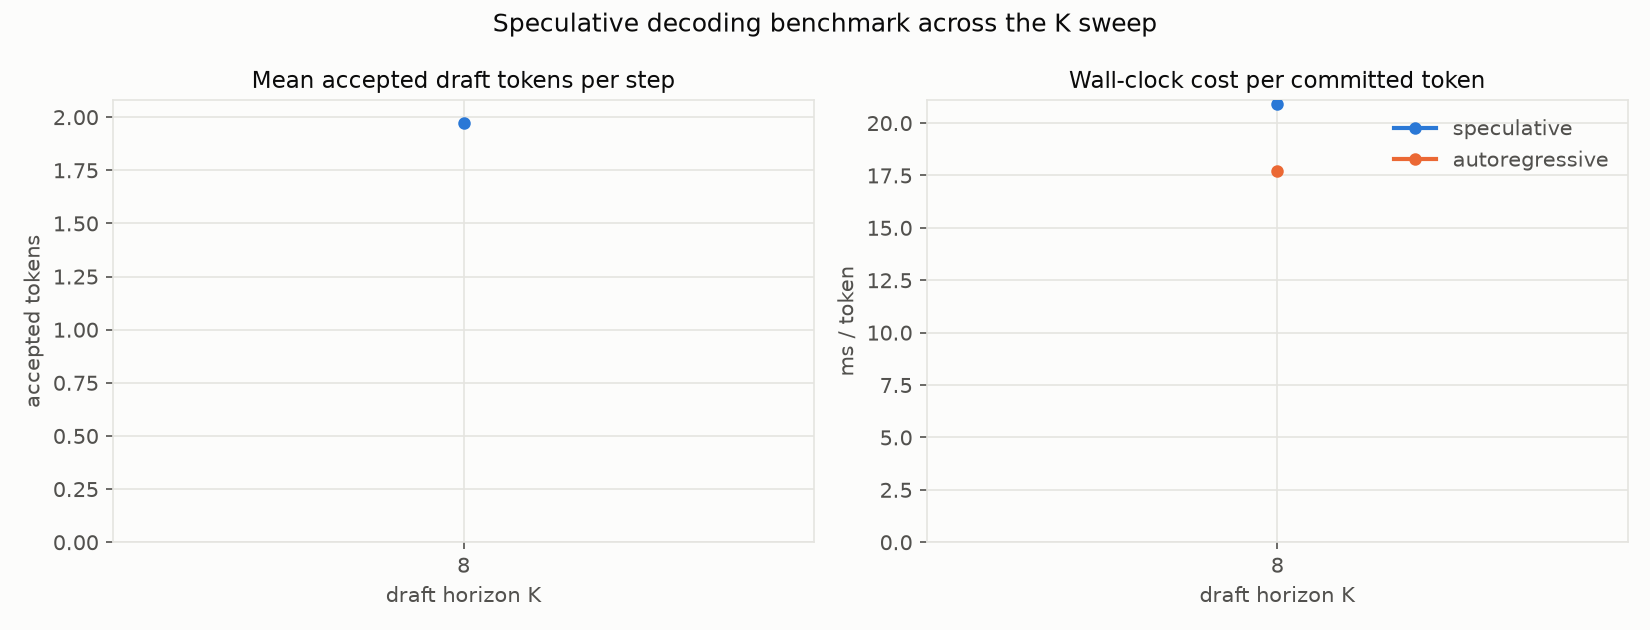 Speculative decoding benchmark across the K sweep
Mean accepted draft tokens per step
accepted tokens
2.00
1.75
1.50
1.25
1.00
0.75
0.50
0.25
0.00
8
draft horizon K
Wall-clock cost per committed token
ms / token
20.0
17.5
15.0
12.5
10.0
7.5
5.0
2.5
0.0
speculative
autoregressive
8
draft horizon K